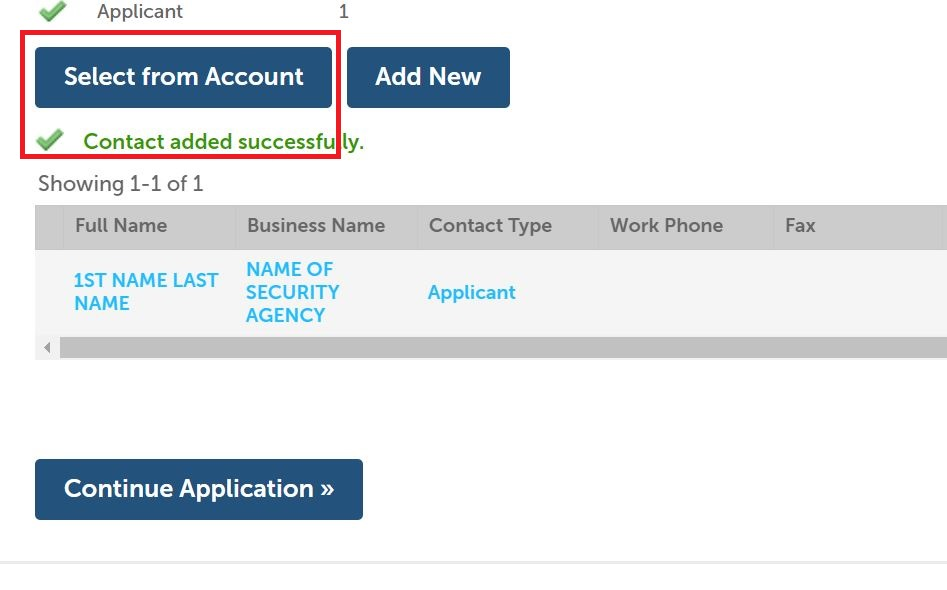 Applicant 1
Select from Account Add New
Contact added successfully.
Showing 1-1 of 1
Full Name Business Name Contact Type Work Phone Fax
1ST NAME LAST NAME NAME OF SECURITY AGENCY Applicant
Continue Application »